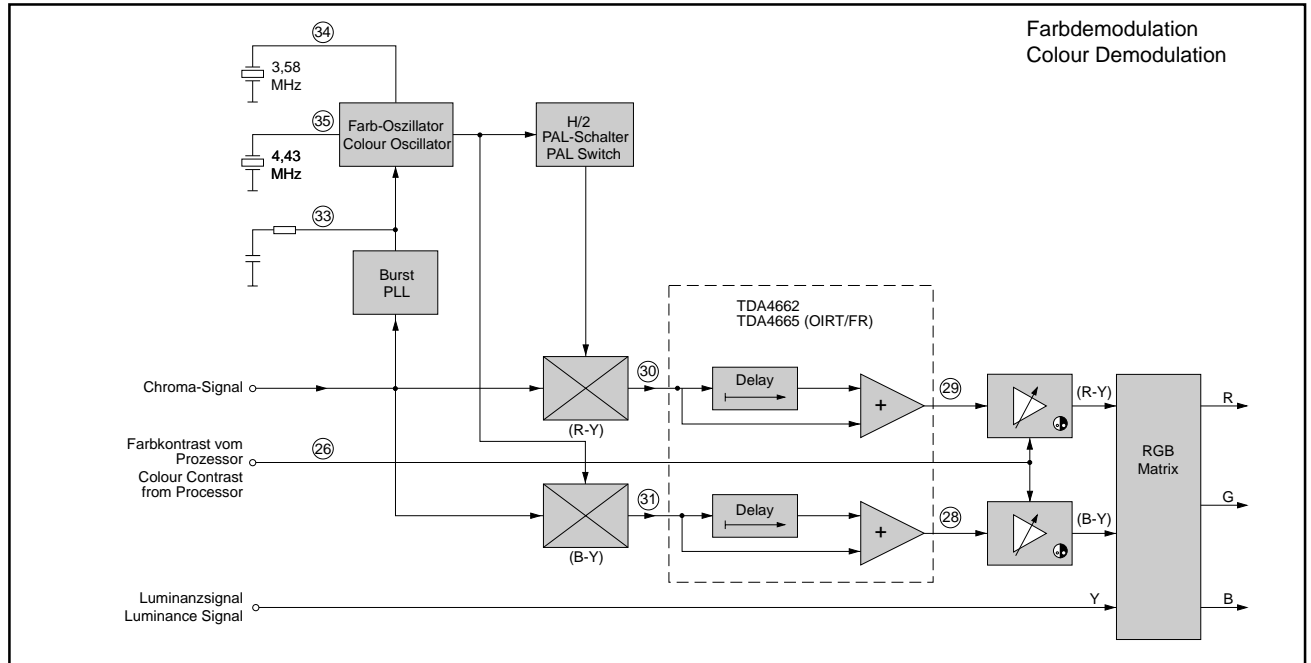 Farbdemodulation
Colour Demodulation
34
3,58
MHz
35
4,43
MHz
Farb-Oszillator
Colour Oscillator
H/2
PAL-Schalter
PAL Switch
33
Burst
PLL
TDA4662
TDA4665 (OIRT/FR)
Chroma-Signal
(R-Y)
30
Delay
+
29
(R-Y)
Farbkontrast vom
Prozessor
Colour Contrast
from Processor
26
(B-Y)
31
Delay
+
28
(B-Y)
RGB
Matrix
R
G
B
Luminanzsignal
Luminance Signal
Y